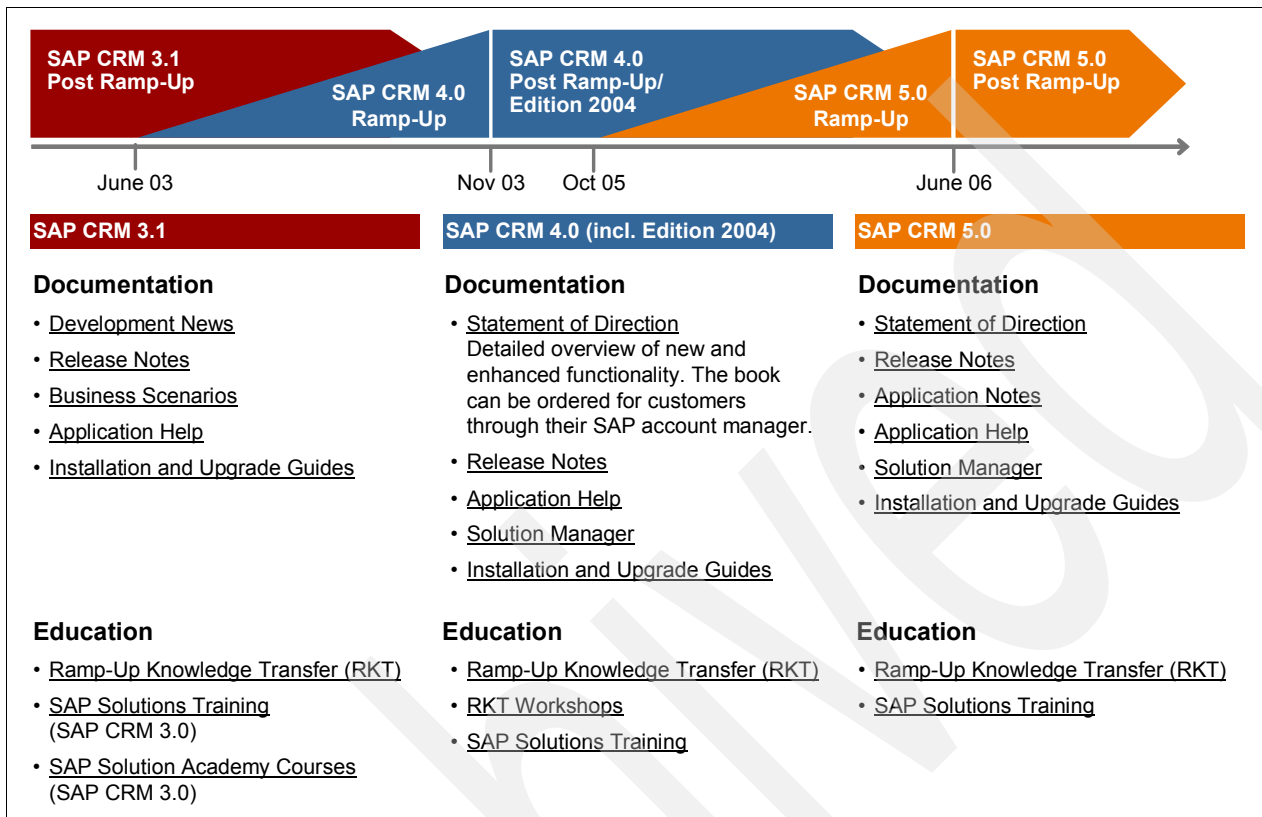 SAP CRM 3.1
Post Ramp-Up
SAP CRM 4.0
Ramp-Up
SAP CRM 4.0
Post Ramp-Up/
Edition 2004
SAP CRM 5.0
Ramp-Up
SAP CRM 5.0
Post Ramp-Up
June 03
Nov 03
Oct 05
June 06
SAP CRM 3.1
Documentation
• Development News
• Release Notes
• Business Scenarios
• Application Help
• Installation and Upgrade Guides
Education
• Ramp-Up Knowledge Transfer (RKT)
• SAP Solutions Training
(SAP CRM 3.0)
• SAP Solution Academy Courses
(SAP CRM 3.0)
SAP CRM 4.0 (incl. Edition 2004)
Documentation
• Statement of Direction
Detailed overview of new and
enhanced functionality. The book
can be ordered for customers
through their SAP account manager.
• Release Notes
• Application Help
• Solution Manager
• Installation and Upgrade Guides
Education
• Ramp-Up Knowledge Transfer (RKT)
• RKT Workshops
• SAP Solutions Training
SAP CRM 5.0
Documentation
• Statement of Direction
• Release Notes
• Application Notes
• Application Help
• Solution Manager
• Installation and Upgrade Guides
Education
• Ramp-Up Knowledge Transfer (RKT)
• SAP Solutions Training